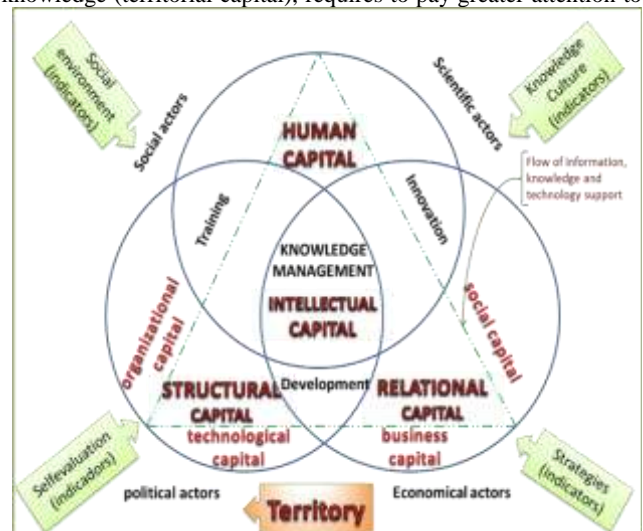 knowledge (territorial capital), requires to pay greater attention to
Social
environment
(indicators)
Social actors
Scientific actors
Knowledge
Culture
(indicators)
HUMAN
CAPITAL
Flow of information,
knowledge and
technology support
Training
Innovation
KNOWLEDGE
MANAGEMENT
INTELLECTUAL
CAPITAL
organizational
capital
social capital
Development
STRUCTURAL
CAPITAL
RELATIONAL
CAPITAL
technological
capital
business
capital
Selfevaluation
(indicadors)
Strategies
(indicators)
political actors
Territory
Economical actors